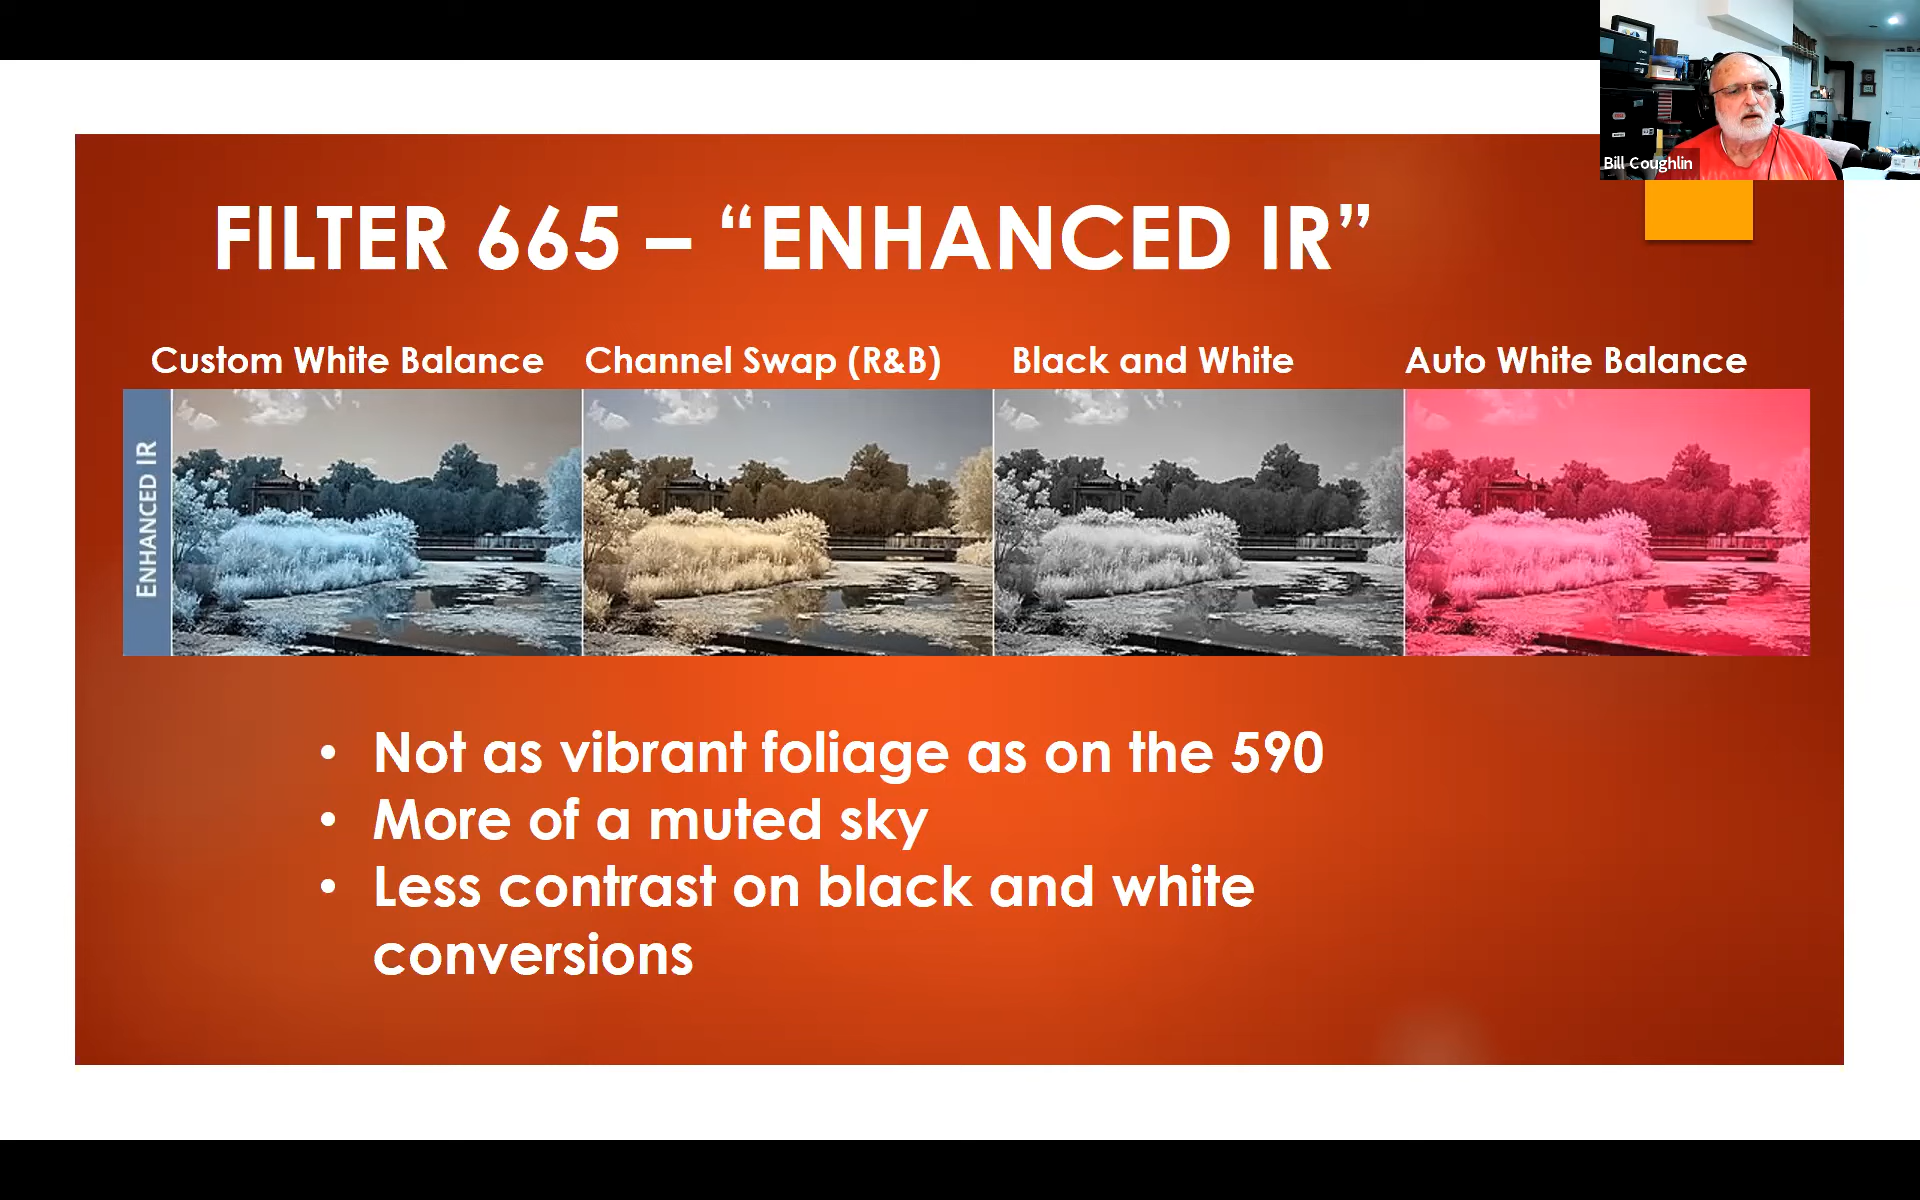 Bill Coughlin
FILTER 665 – “ENHANCED IR”
Custom White Balance
Channel Swap (R&B)
Black and White
Auto White Balance
ENHANCED IR
• Not as vibrant foliage as on the 590
• More of a muted sky
• Less contrast on black and white
conversions